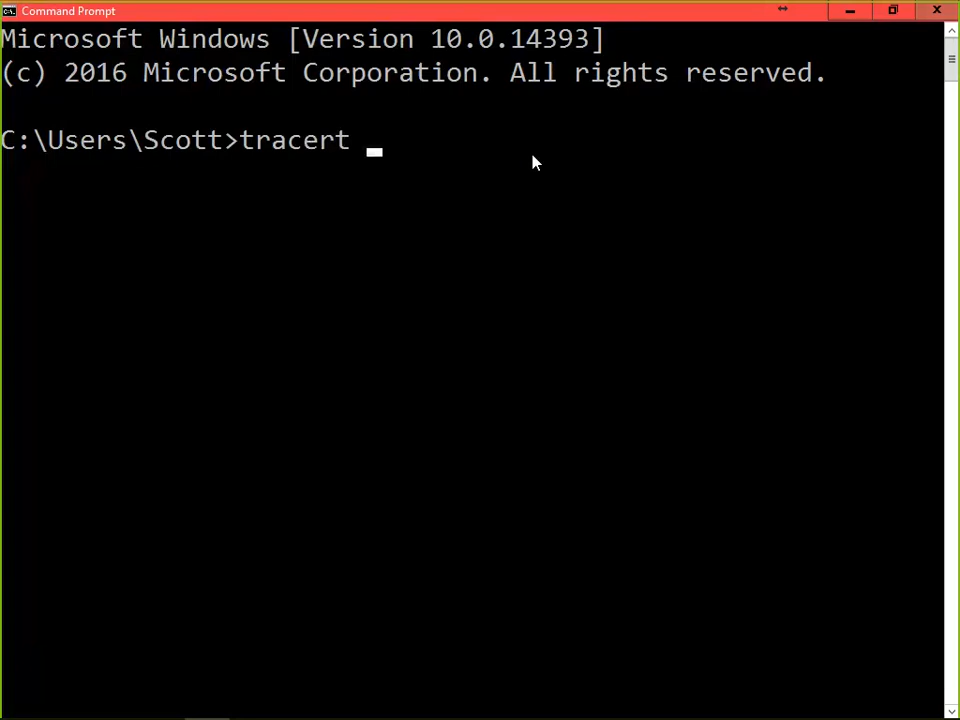 Command Prompt
Microsoft Windows [Version 10.0.14393]
(c) 2016 Microsoft Corporation. All rights reserved.
C:\Users\Scott>tracert